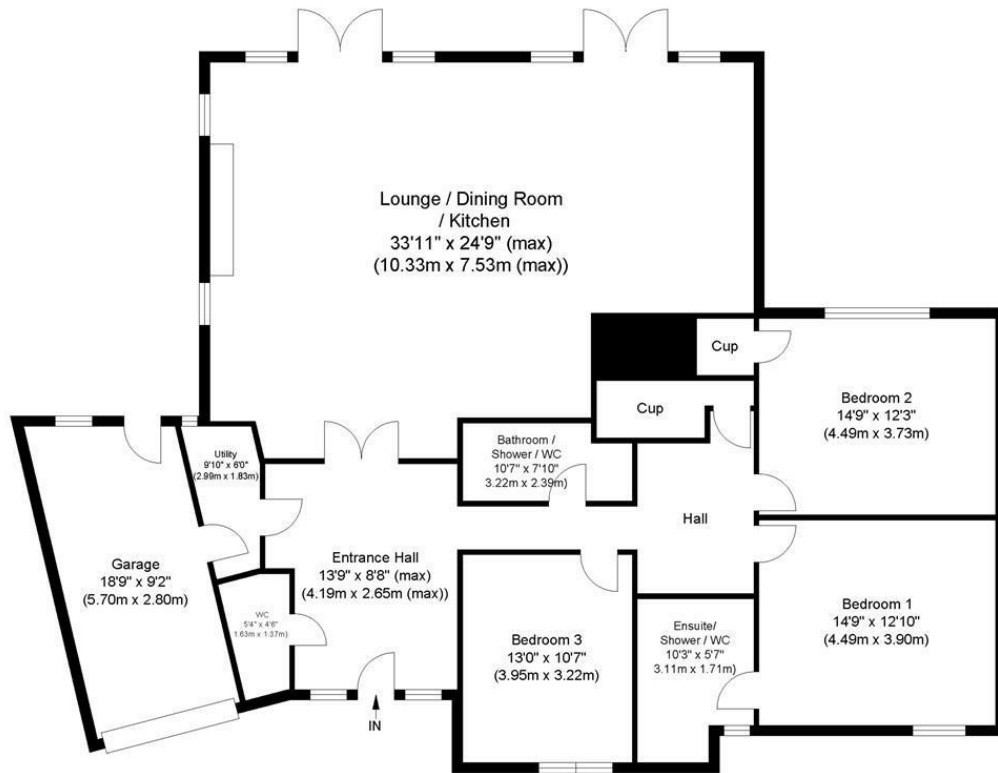 Lounge / Dining Room
/ Kitchen
33'11" x 24'9" (max)
(10.33m x 7.53m (max))
Cup
Cup
Bedroom 2
14'9" x 12'3"
(4.49m x 3.73m)
Utility
9'10" x 6'0"
(2.99m x 1.83m)
Bathroom /
Shower / WC
10'7" x 7'10"
3.22m x 2.39m)
Hall
Garage
18'9" x 9'2"
(5.70m x 2.80m)
Entrance Hall
13'9" x 8'8" (max)
(4.19m x 2.65m (max))
WC
5'4" x 4'6"
1.63m x 1.37m)
Bedroom 3
13'0" x 10'7"
(3.95m x 3.22m)
Ensuite/
Shower / WC
10'3" x 5'7"
3.11m x 1.71m)
Bedroom 1
14'9" x 12'10"
(4.49m x 3.90m)
IN